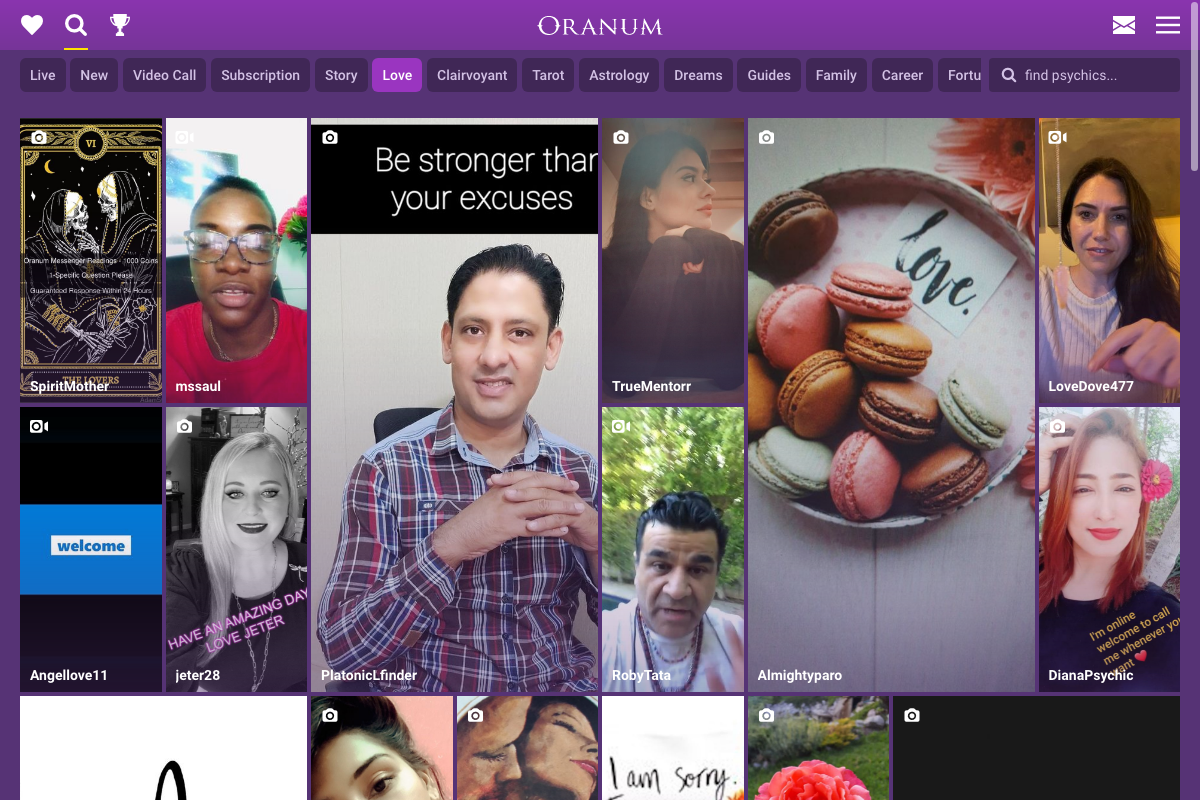 ORANUM
Live
New
Video Call
Subscription
Story
Love
Clairvoyant
Tarot
Astrology
Dreams
Guides
Family
Career
Fortu
find psychics...
VI
Oranum Messenger Readings - 1000 Coins
1-Specific Question Please
Guaranteed Response Within 24 Hours
THE LOVERS
SpiritMother
mssaul
Be stronger than
your excuses
PlatonicLfinder
TrueMentorr
love.
Almightyparo
LoveDove477
welcome
Angellove11
HAVE AN AMAZING DAY
LOVE JETER
jeter28
RobyTata
I'm online
welcome to call
me whenever you
want
DianaPsychic
I am sorry.